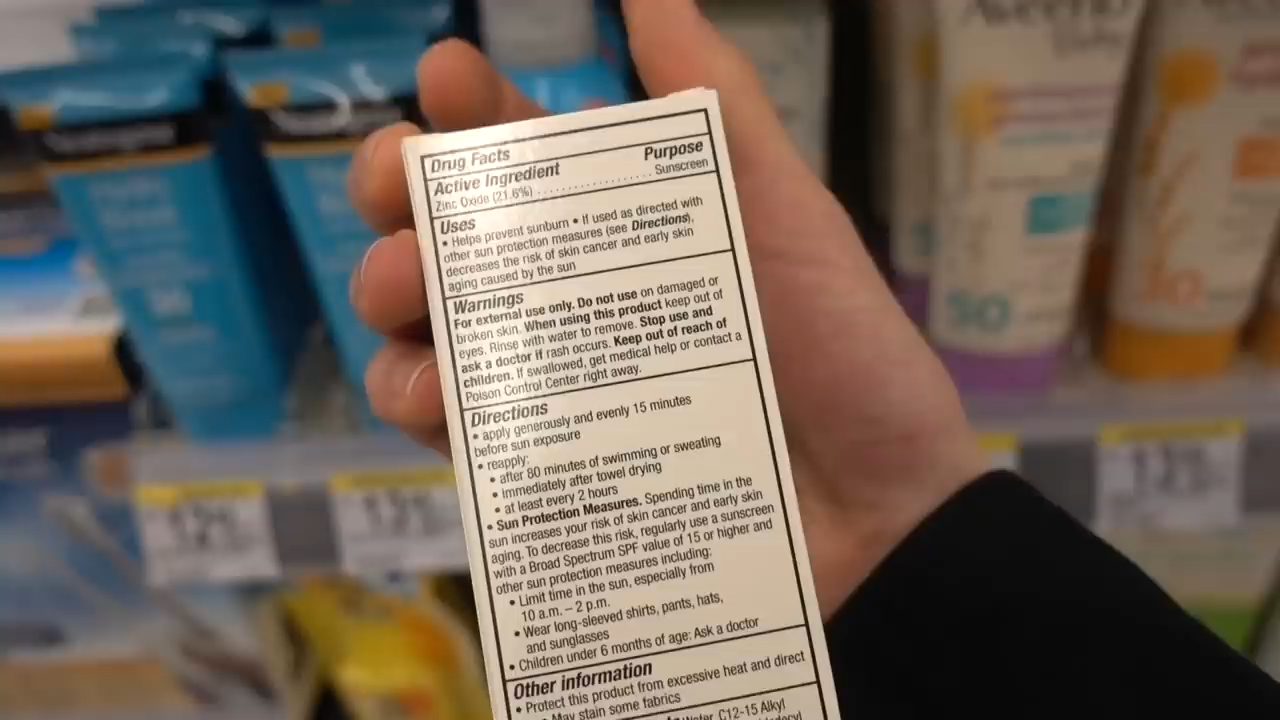 Drug Facts
Active Ingredient Purpose
Zinc Oxide (21.6%) ........................ Sunscreen
Uses
• Helps prevent sunburn • If used as directed with
other sun protection measures (see Directions),
decreases the risk of skin cancer and early skin
aging caused by the sun
Warnings
For external use only. Do not use on damaged or
broken skin. When using this product keep out of
eyes. Rinse with water to remove. Stop use and
ask a doctor if rash occurs. Keep out of reach of
children. If swallowed, get medical help or contact a
Poison Control Center right away.
Directions
• apply generously and evenly 15 minutes
before sun exposure
• reapply:
• after 80 minutes of swimming or sweating
• immediately after towel drying
• at least every 2 hours
• Sun Protection Measures. Spending time in the
sun increases your risk of skin cancer and early skin
aging. To decrease this risk, regularly use a sunscreen
with a Broad Spectrum SPF value of 15 or higher and
other sun protection measures including:
• Limit time in the sun, especially from
10 a.m. – 2 p.m.
• Wear long-sleeved shirts, pants, hats,
and sunglasses
• Children under 6 months of age: Ask a doctor
Other information
• Protect this product from excessive heat and direct
• May stain some fabrics
Water, C12-15 Alkyl
Aveeno